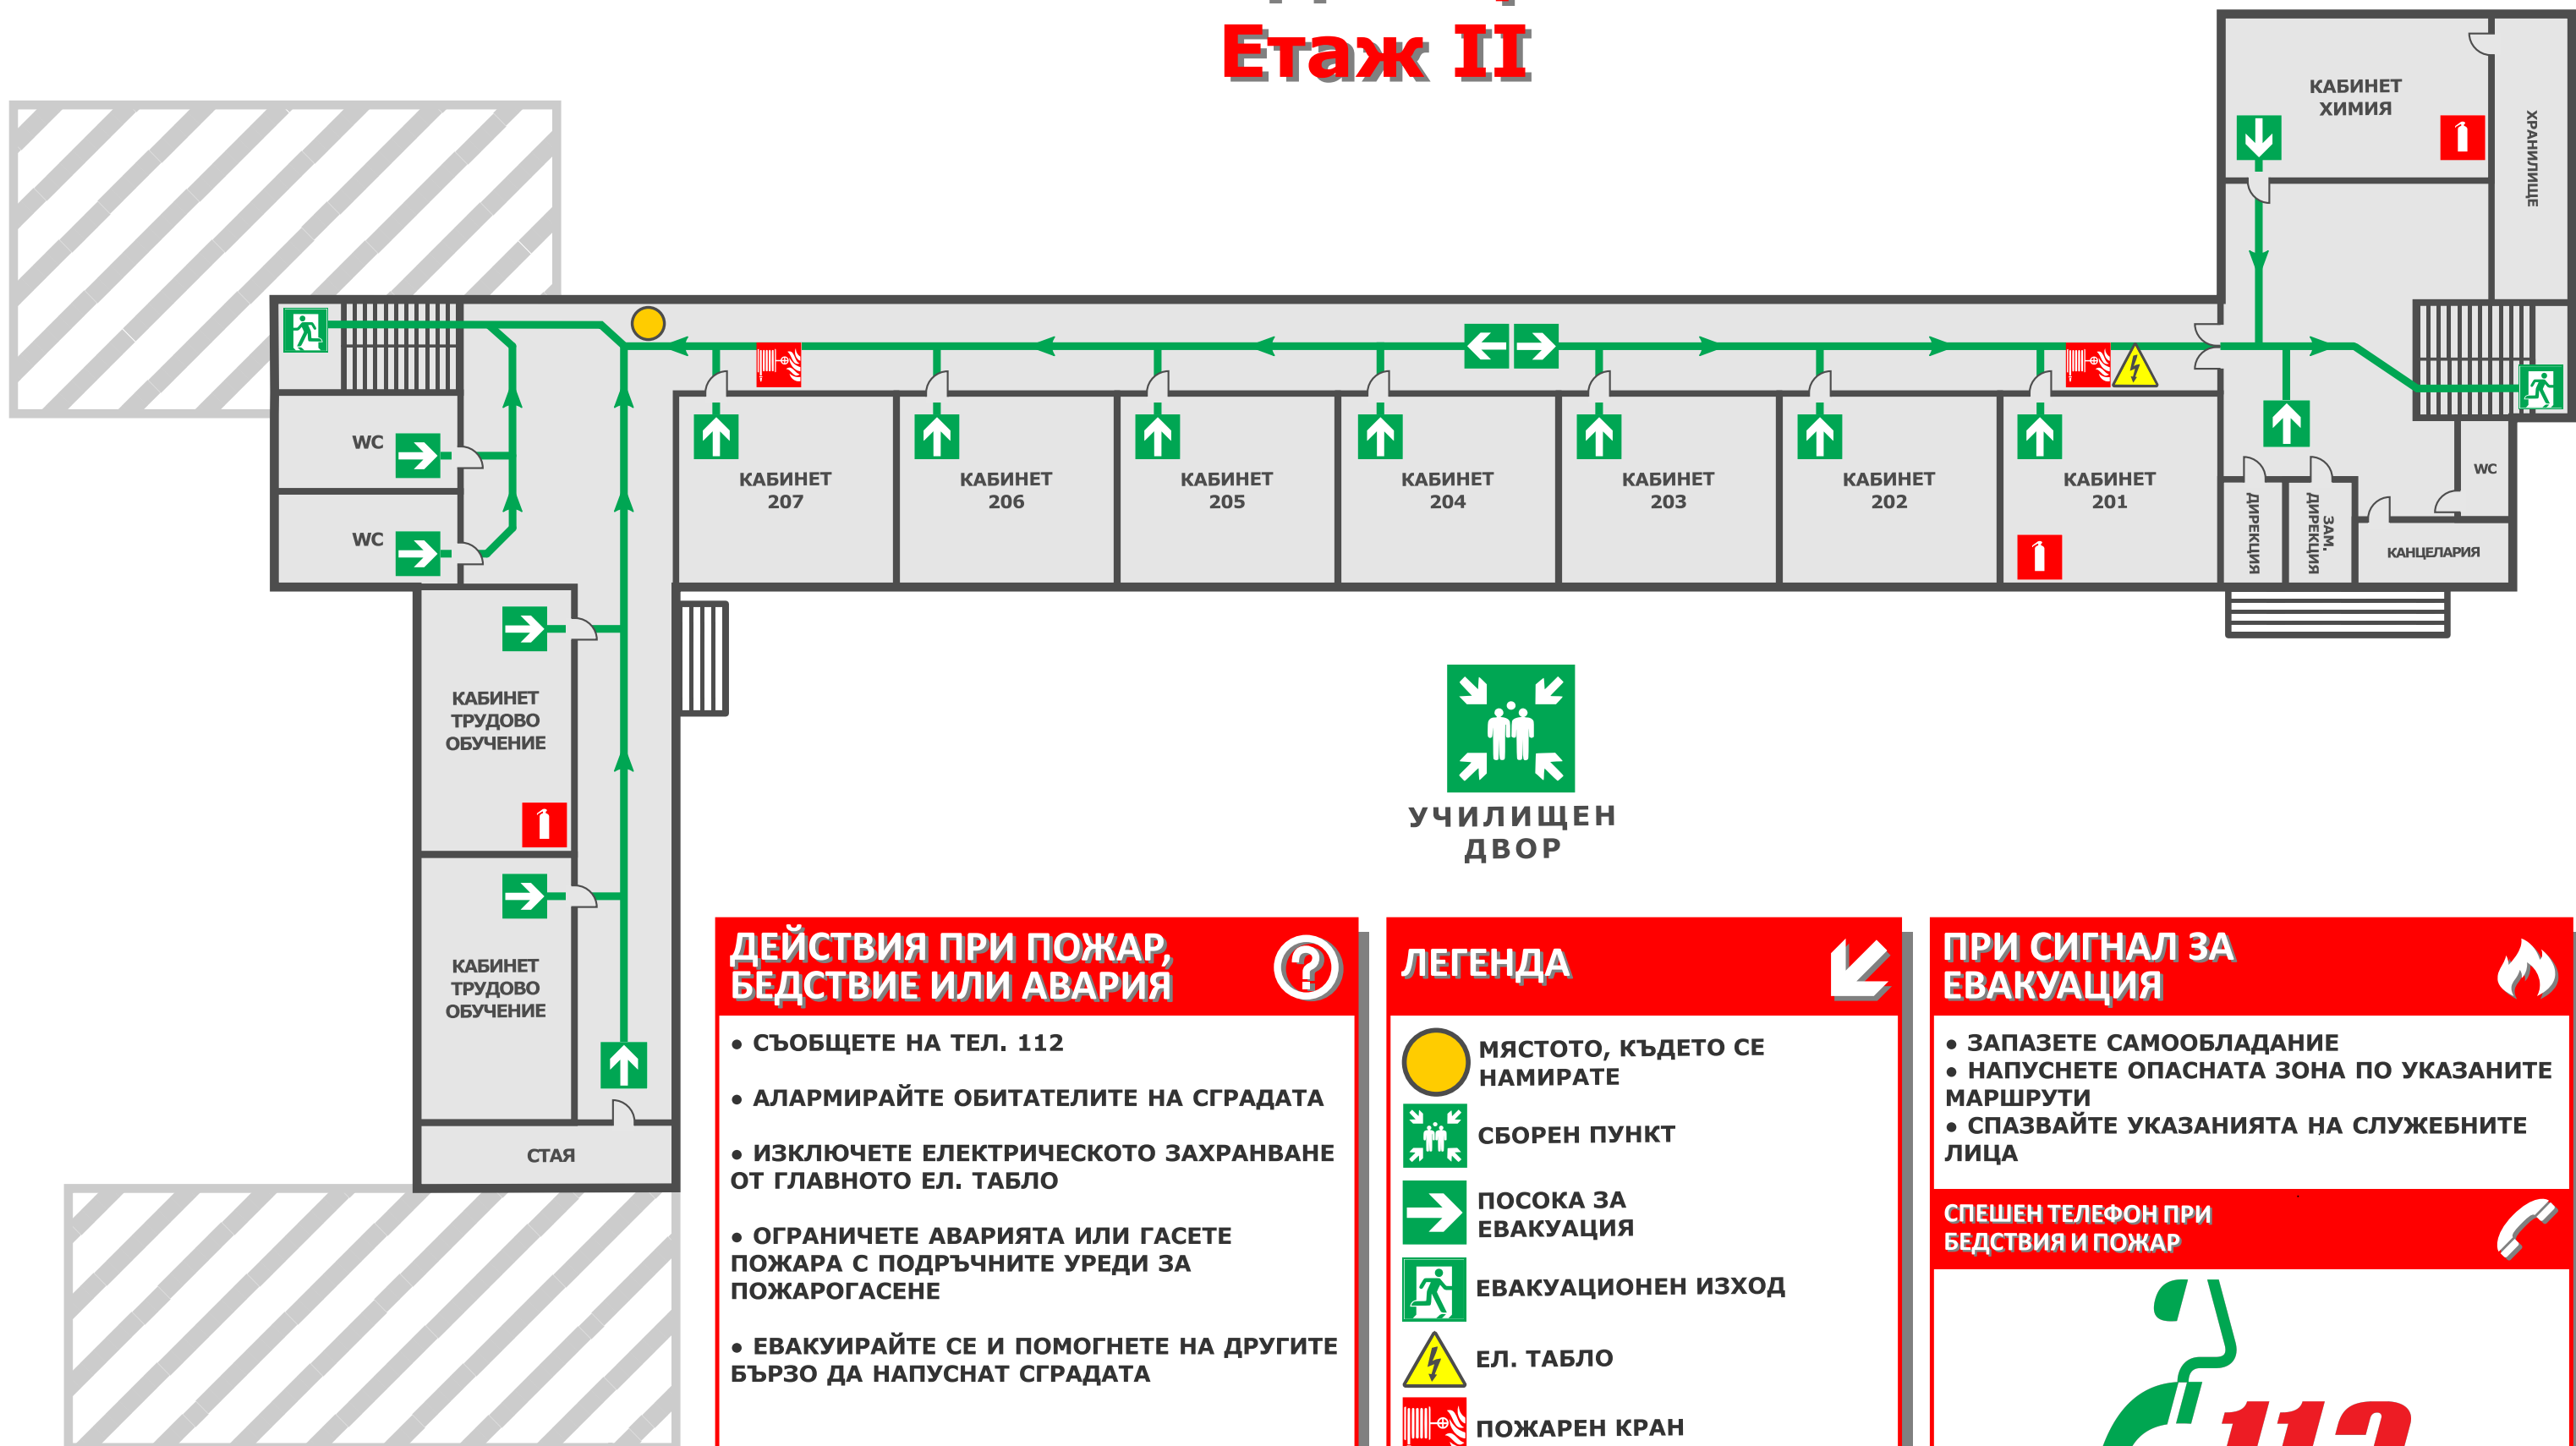 Етаж II
КАБИНЕТ
ХИМИЯ
ХРАНИЛИЩЕ
WC
WC
КАБИНЕТ
207
КАБИНЕТ
206
КАБИНЕТ
205
КАБИНЕТ
204
КАБИНЕТ
203
КАБИНЕТ
202
КАБИНЕТ
201
WC
ДИРЕКЦИЯ
ЗАМ.
ДИРЕКЦИЯ
КАНЦЕЛАРИЯ
КАБИНЕТ
ТРУДОВО
ОБУЧЕНИЕ
КАБИНЕТ
ТРУДОВО
ОБУЧЕНИЕ
СТАЯ
УЧИЛИЩЕН
ДВОР
ДЕЙСТВИЯ ПРИ ПОЖАР,
БЕДСТВИЕ ИЛИ АВАРИЯ
● СЪОБЩЕТЕ НА ТЕЛ. 112
● АЛАРМИРАЙТЕ ОБИТАТЕЛИТЕ НА СГРАДАТА
● ИЗКЛЮЧЕТЕ ЕЛЕКТРИЧЕСКОТО ЗАХРАНВАНЕ
ОТ ГЛАВНОТО ЕЛ. ТАБЛО
● ОГРАНИЧЕТЕ АВАРИЯТА ИЛИ ГАСЕТЕ
ПОЖАРА С ПОДРЪЧНИТЕ УРЕДИ ЗА
ПОЖАРОГАСЕНЕ
● ЕВАКУИРАЙТЕ СЕ И ПОМОГНЕТЕ НА ДРУГИТЕ
БЪРЗО ДА НАПУСНАТ СГРАДАТА
ЛЕГЕНДА
МЯСТОТО, КЪДЕТО СЕ
НАМИРАТЕ
СБОРЕН ПУНКТ
ПОСОКА ЗА
ЕВАКУАЦИЯ
ЕВАКУАЦИОНЕН ИЗХОД
ЕЛ. ТАБЛО
ПОЖАРЕН КРАН
ПРИ СИГНАЛ ЗА
ЕВАКУАЦИЯ
● ЗАПАЗЕТЕ САМООБЛАДАНИЕ
● НАПУСНЕТЕ ОПАСНАТА ЗОНА ПО УКАЗАНИТЕ
МАРШРУТИ
● СПАЗВАЙТЕ УКАЗАНИЯТА НА СЛУЖЕБНИТЕ
ЛИЦА
СПЕШЕН ТЕЛЕФОН ПРИ
БЕДСТВИЯ И ПОЖАР
112